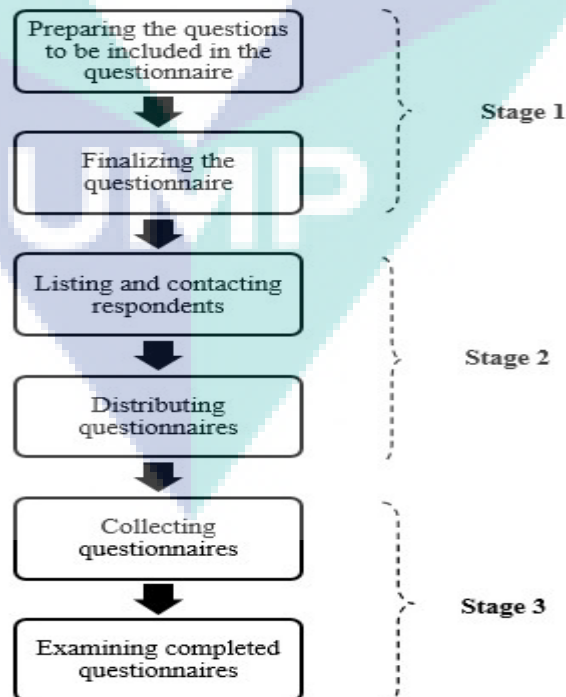 Preparing the questions
to be included in the
questionnaire
Stage 1
Finalizing the
questionnaire
UMP
Listing and contacting
respondents
Stage 2
Distributing
questionnaires
Collecting
questionnaires
Stage 3
Examining completed
questionnaires